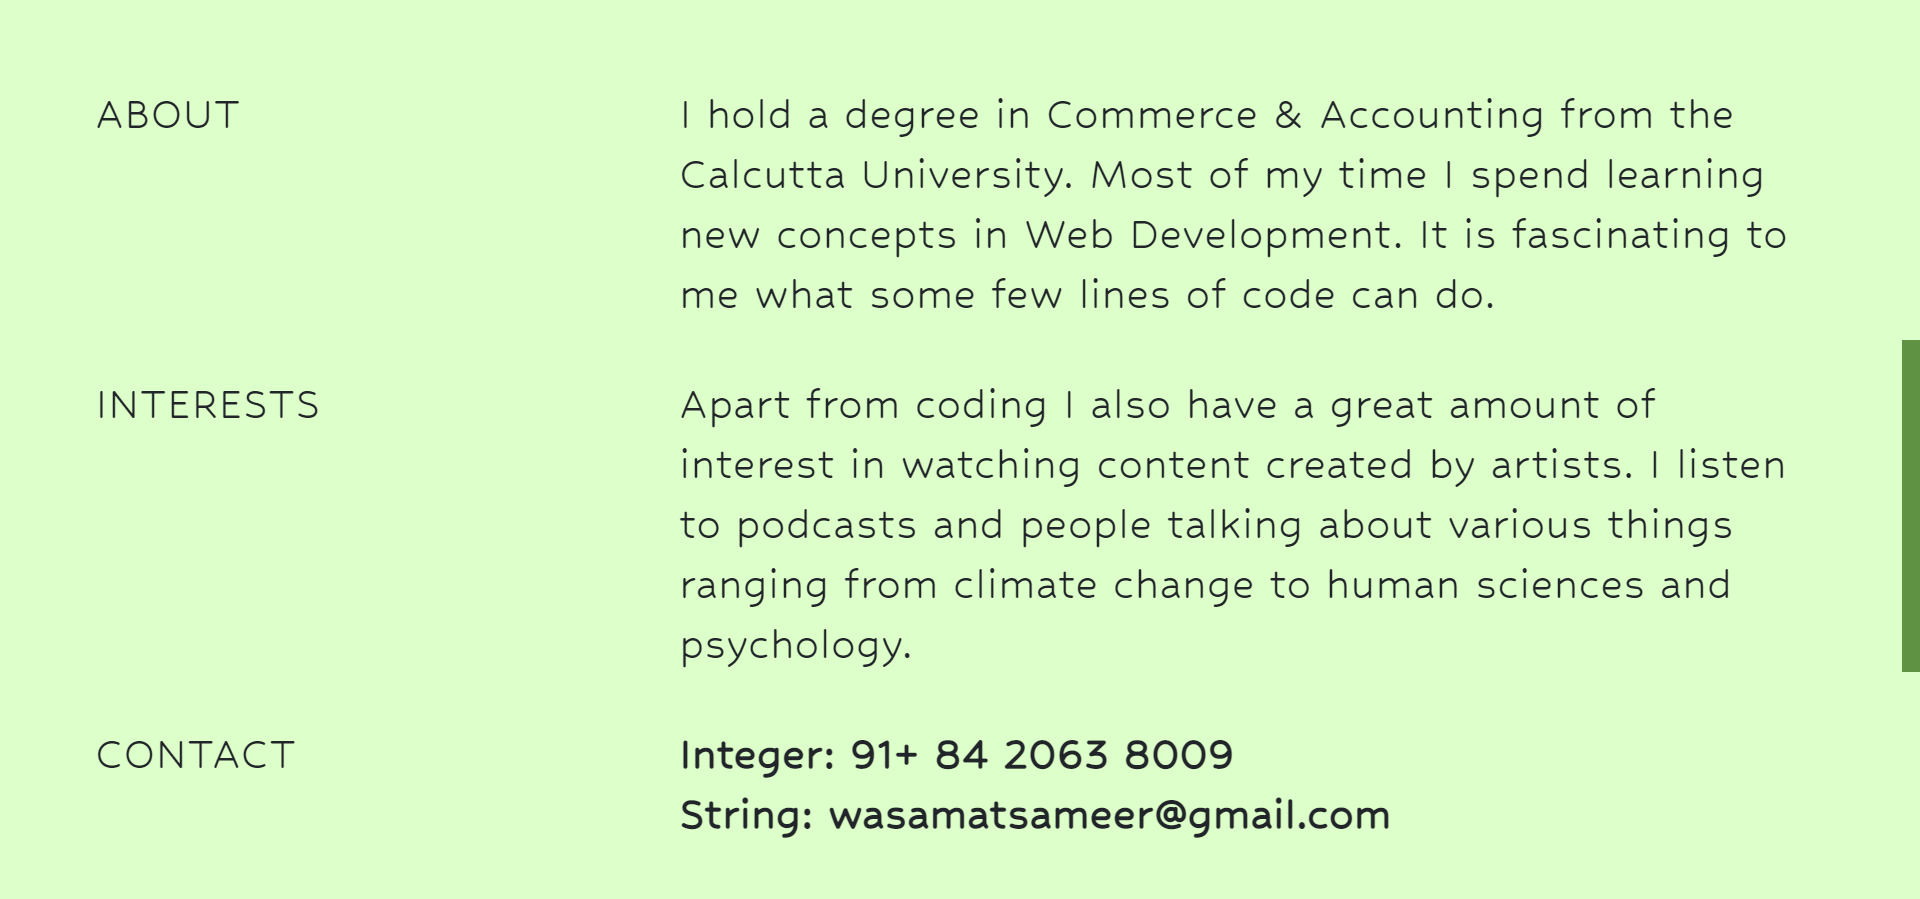 ABOUT
I hold a degree in Commerce & Accounting from the
Calcutta University. Most of my time I spend learning
new concepts in Web Development. It is fascinating to
me what some few lines of code can do.
INTERESTS
Apart from coding I also have a great amount of
interest in watching content created by artists. I listen
to podcasts and people talking about various things
ranging from climate change to human sciences and
psychology.
CONTACT
Integer: 91+ 84 2063 8009
String: wasamatsameer@gmail.com